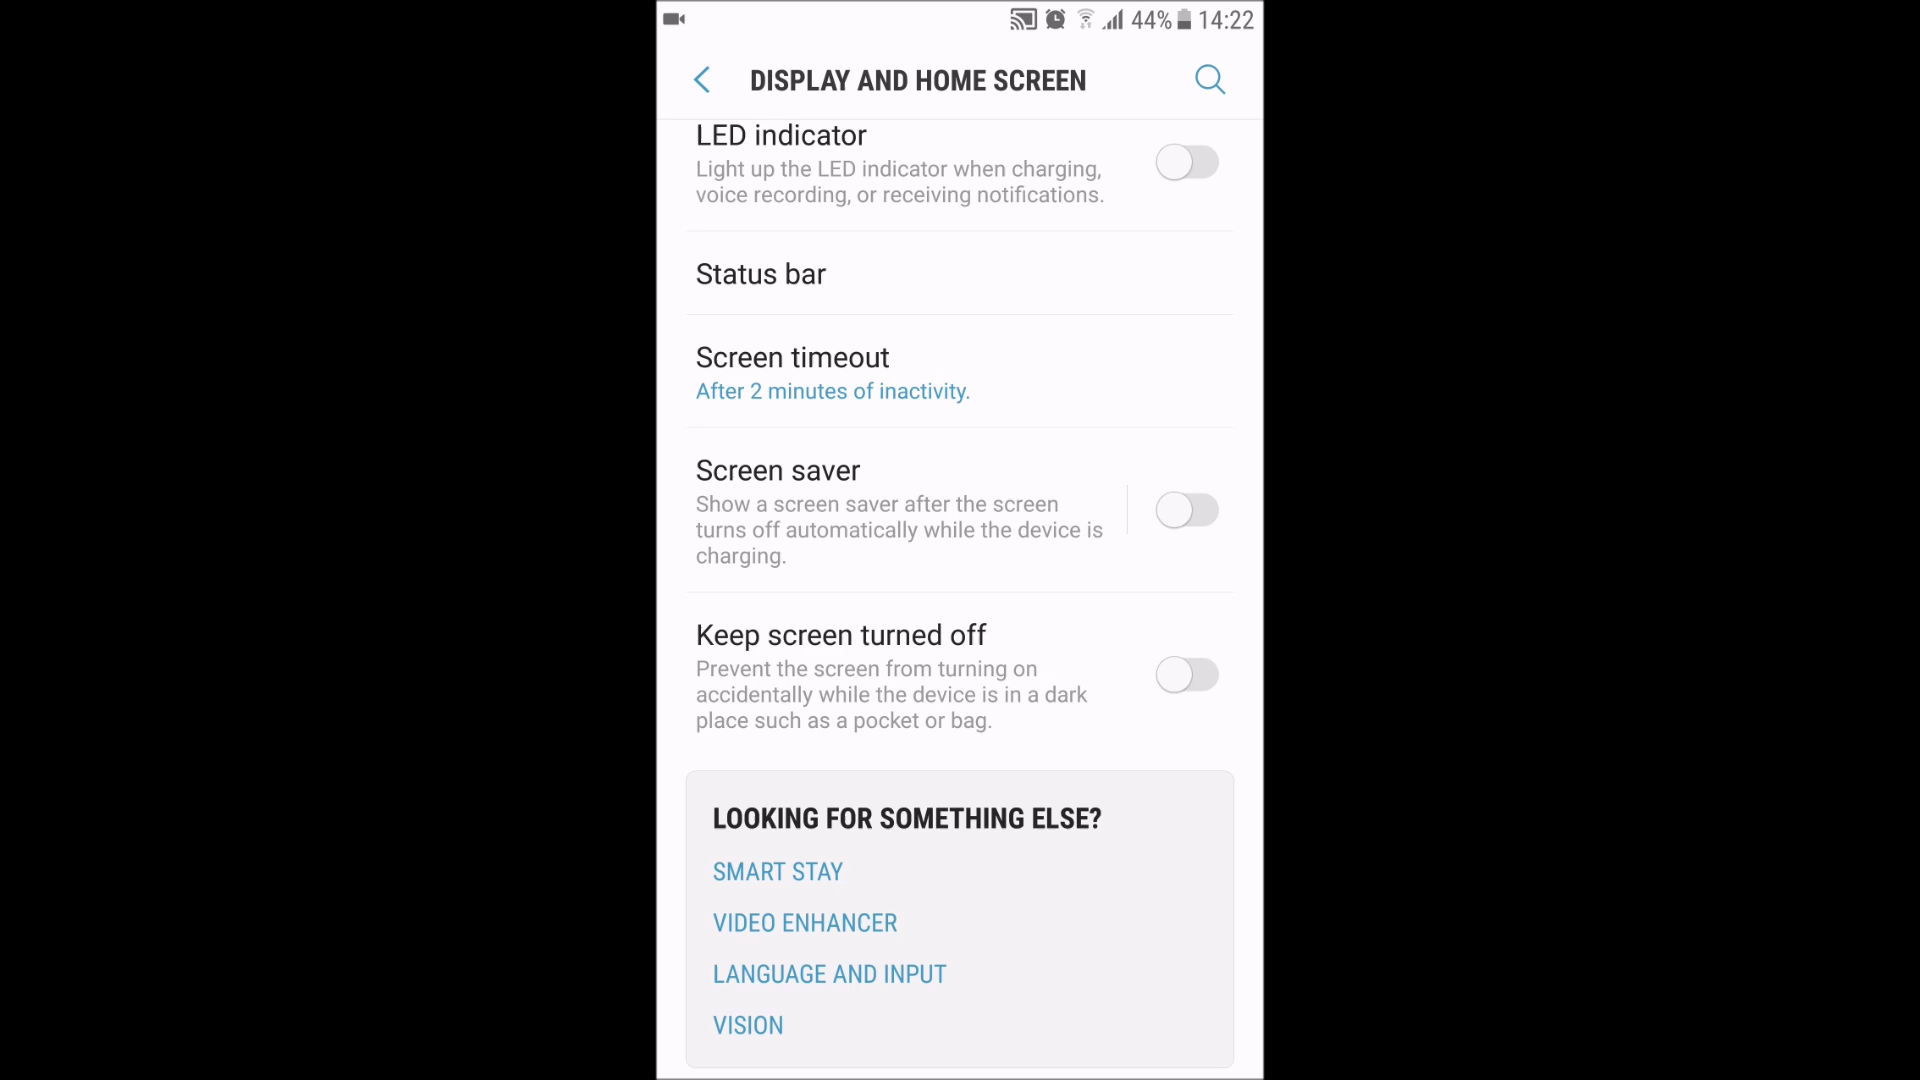 44% 14:22
DISPLAY AND HOME SCREEN
LED indicator
Light up the LED indicator when charging,
voice recording, or receiving notifications.
Status bar
Screen timeout
After 2 minutes of inactivity.
Screen saver
Show a screen saver after the screen
turns off automatically while the device is
charging.
Keep screen turned off
Prevent the screen from turning on
accidentally while the device is in a dark
place such as a pocket or bag.
LOOKING FOR SOMETHING ELSE?
SMART STAY
VIDEO ENHANCER
LANGUAGE AND INPUT
VISION